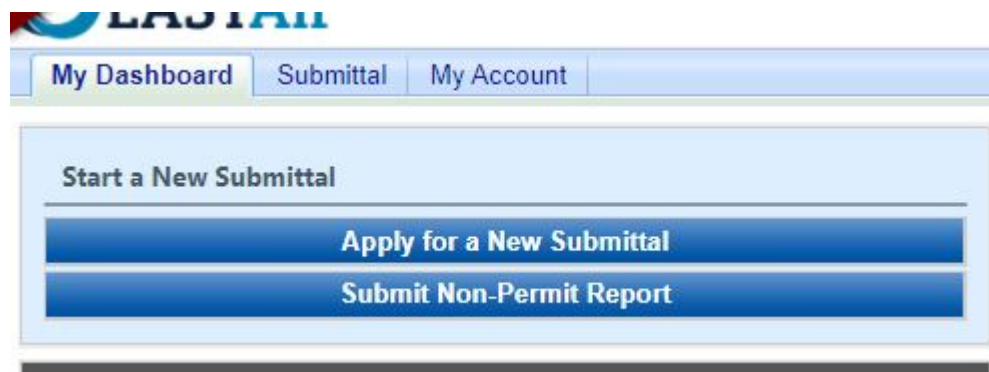 My Dashboard Submittal My Account
Start a New Submittal
Apply for a New Submittal
Submit Non-Permit Report